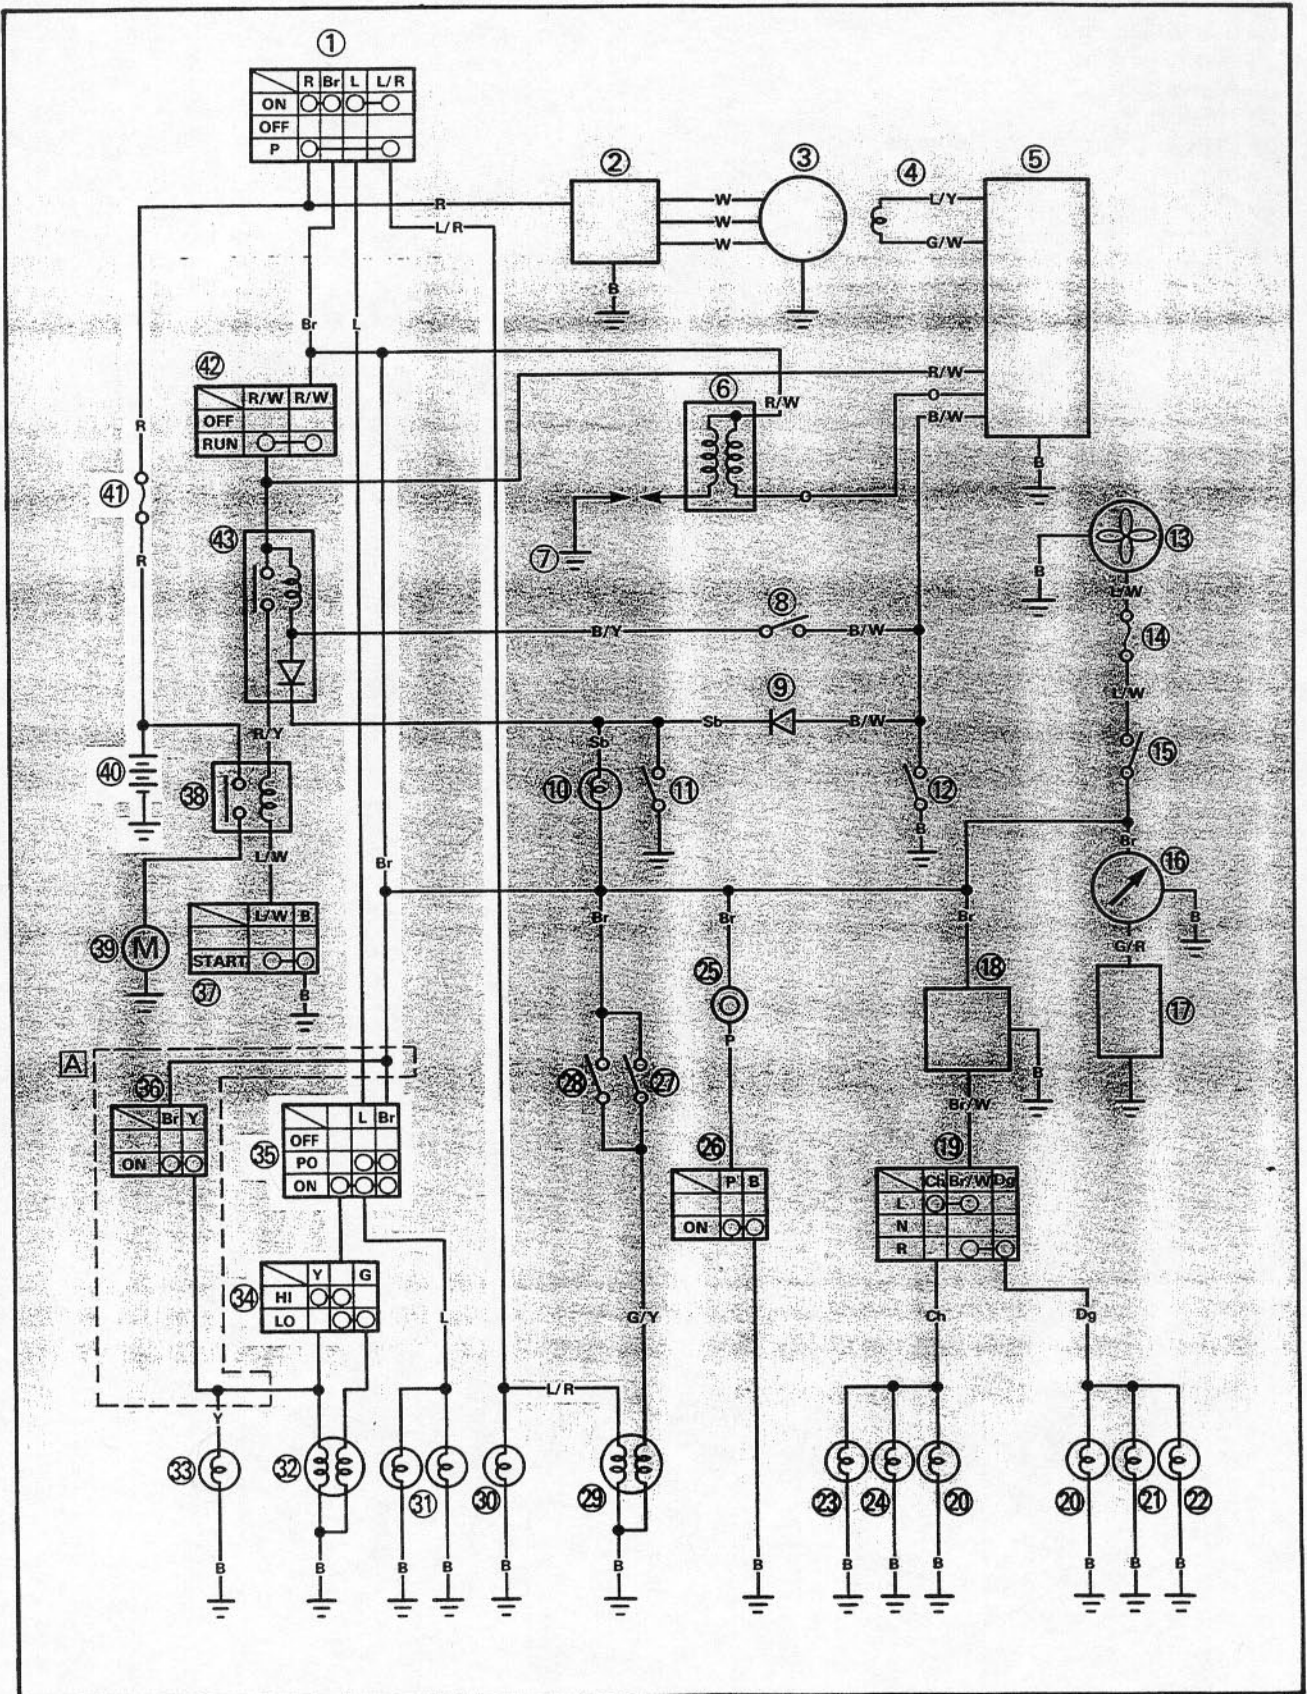 ①
R Br L L/R
ON
OFF
P
② ③ ④ ⑤
R
L/R
W
W
W
L/Y
G/W
B
Br L
㊷
R/W R/W
OFF
RUN
⑥
R/W
R/W
O
B/W
R
㊶
R
O
B
㊸
⑦
⑬
B
L/W
⑧
B/Y
B/W
⑭
L/W
⑨
Sb
B/W
R/Y
Sb
⑮
㊵
㊳
⑩
⑪
⑫
B
L/W
Br
Br
⑯
L/W B
START
㊴
M
㊲
B
Br
Br
Br
B
G/R
㉕
⑱
⑰
P
B
A
㊱
Br Y
ON
㉘
㉗
Br/W
L Br
OFF
PO
ON
㉟
㉖
P B
ON
⑲
Ch Br/W Dg
L
N
R
㉞
Y G
HI
LO
L
G/Y
Ch
Dg
L/R
Y
㉝
㉜
㉛
㉚
㉙
㉓
㉔
⑳
⑳
㉑
㉒
B B B B B B B B B B B B B